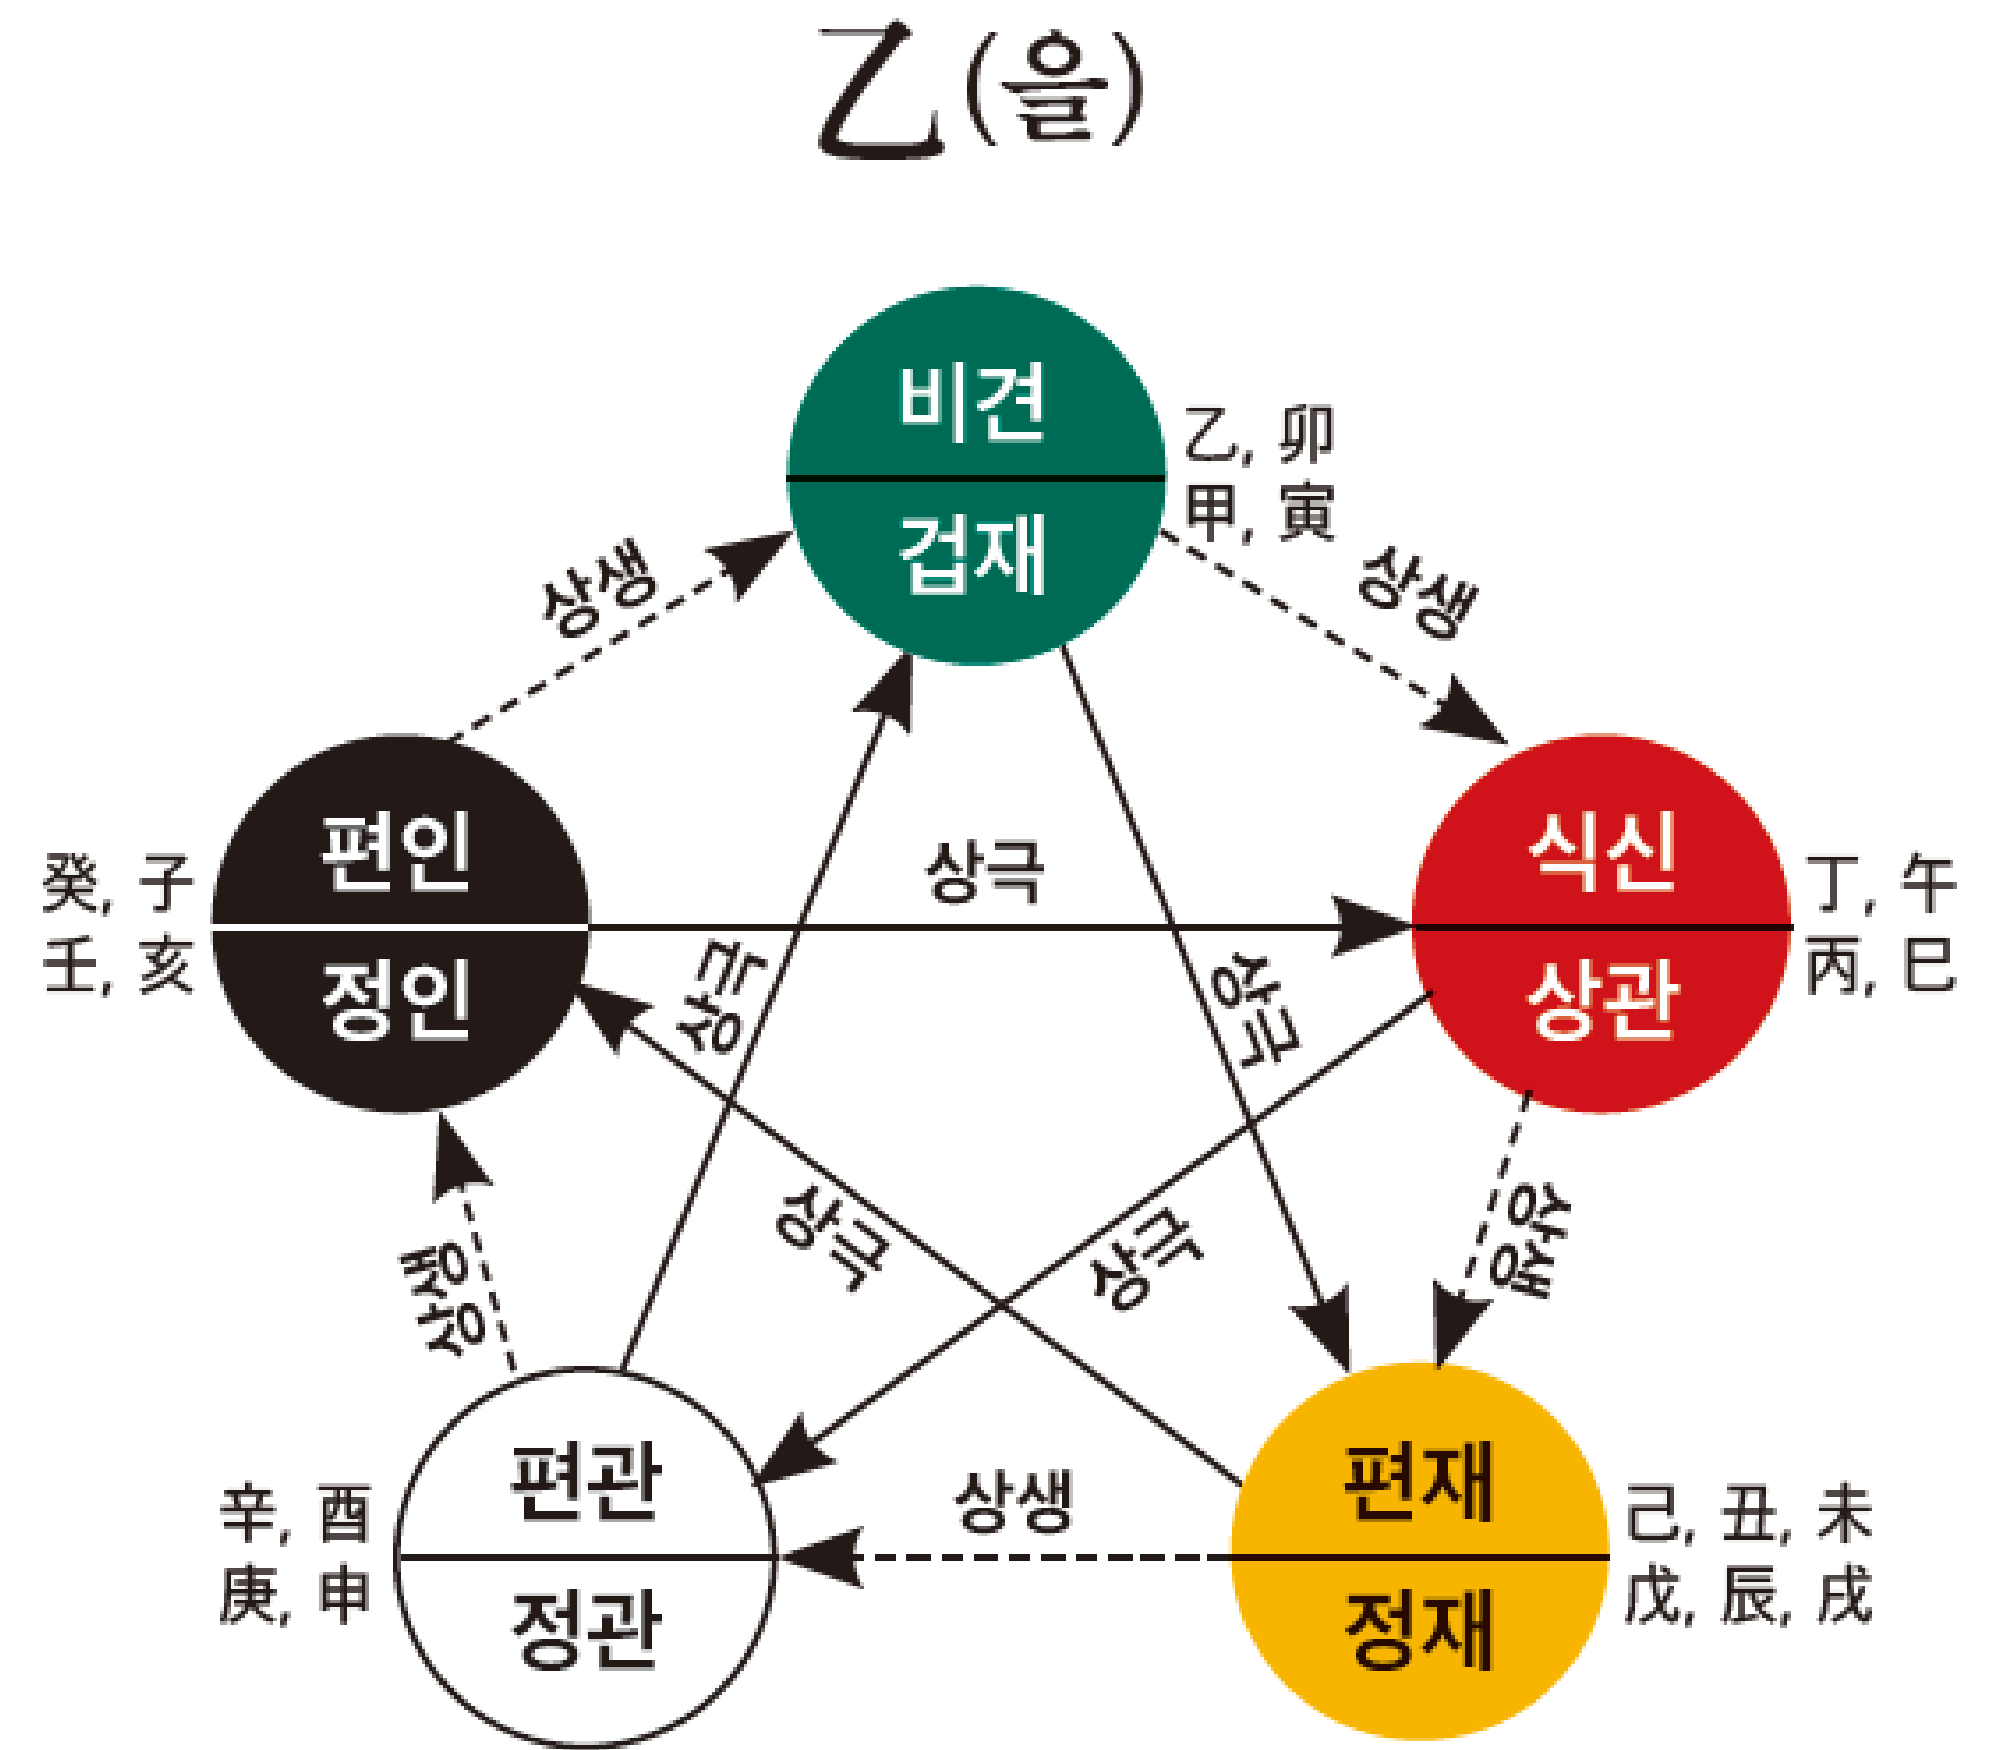 乙(을)
비견
겁재
乙, 卯
甲, 寅
상생
상생
편인
정인
癸, 子
壬, 亥
상극
식신
상관
丁, 午
丙, 巳
상극
상극
상생
상극
상극
상생
편관
정관
辛, 酉
庚, 申
상생
편재
정재
己, 丑, 未
戊, 辰, 戌